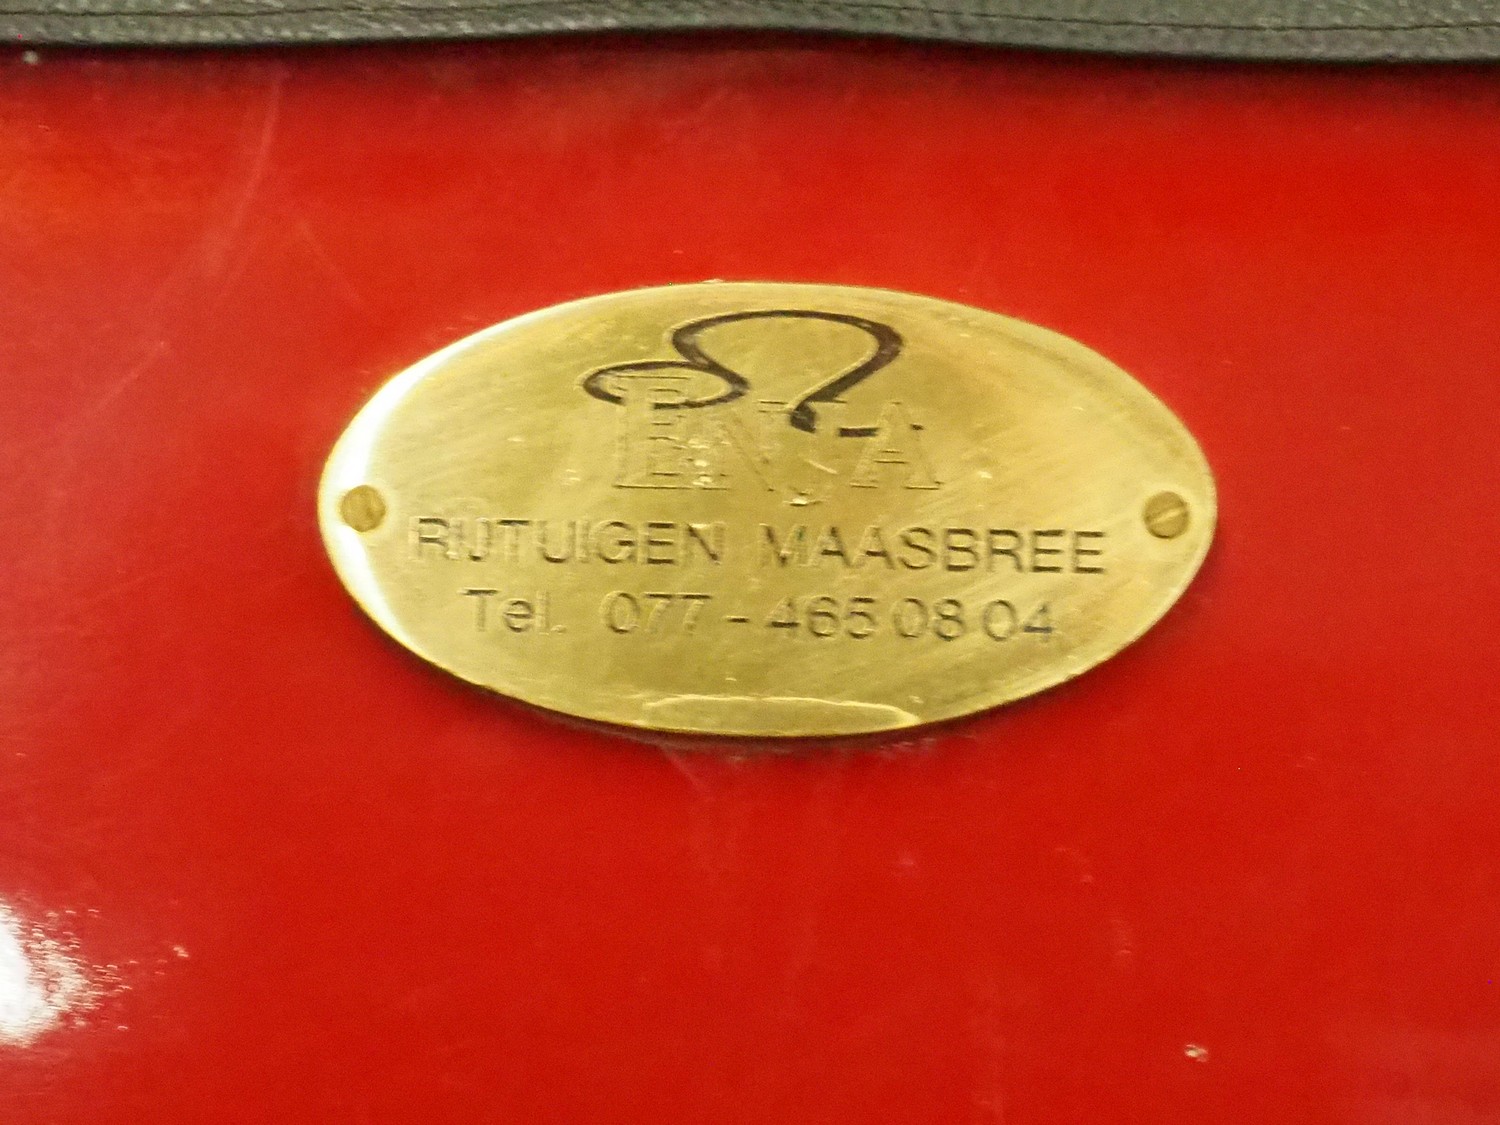 ENJA
RIJTUIGEN MAASBREE
Tel. 077 - 465 08 04